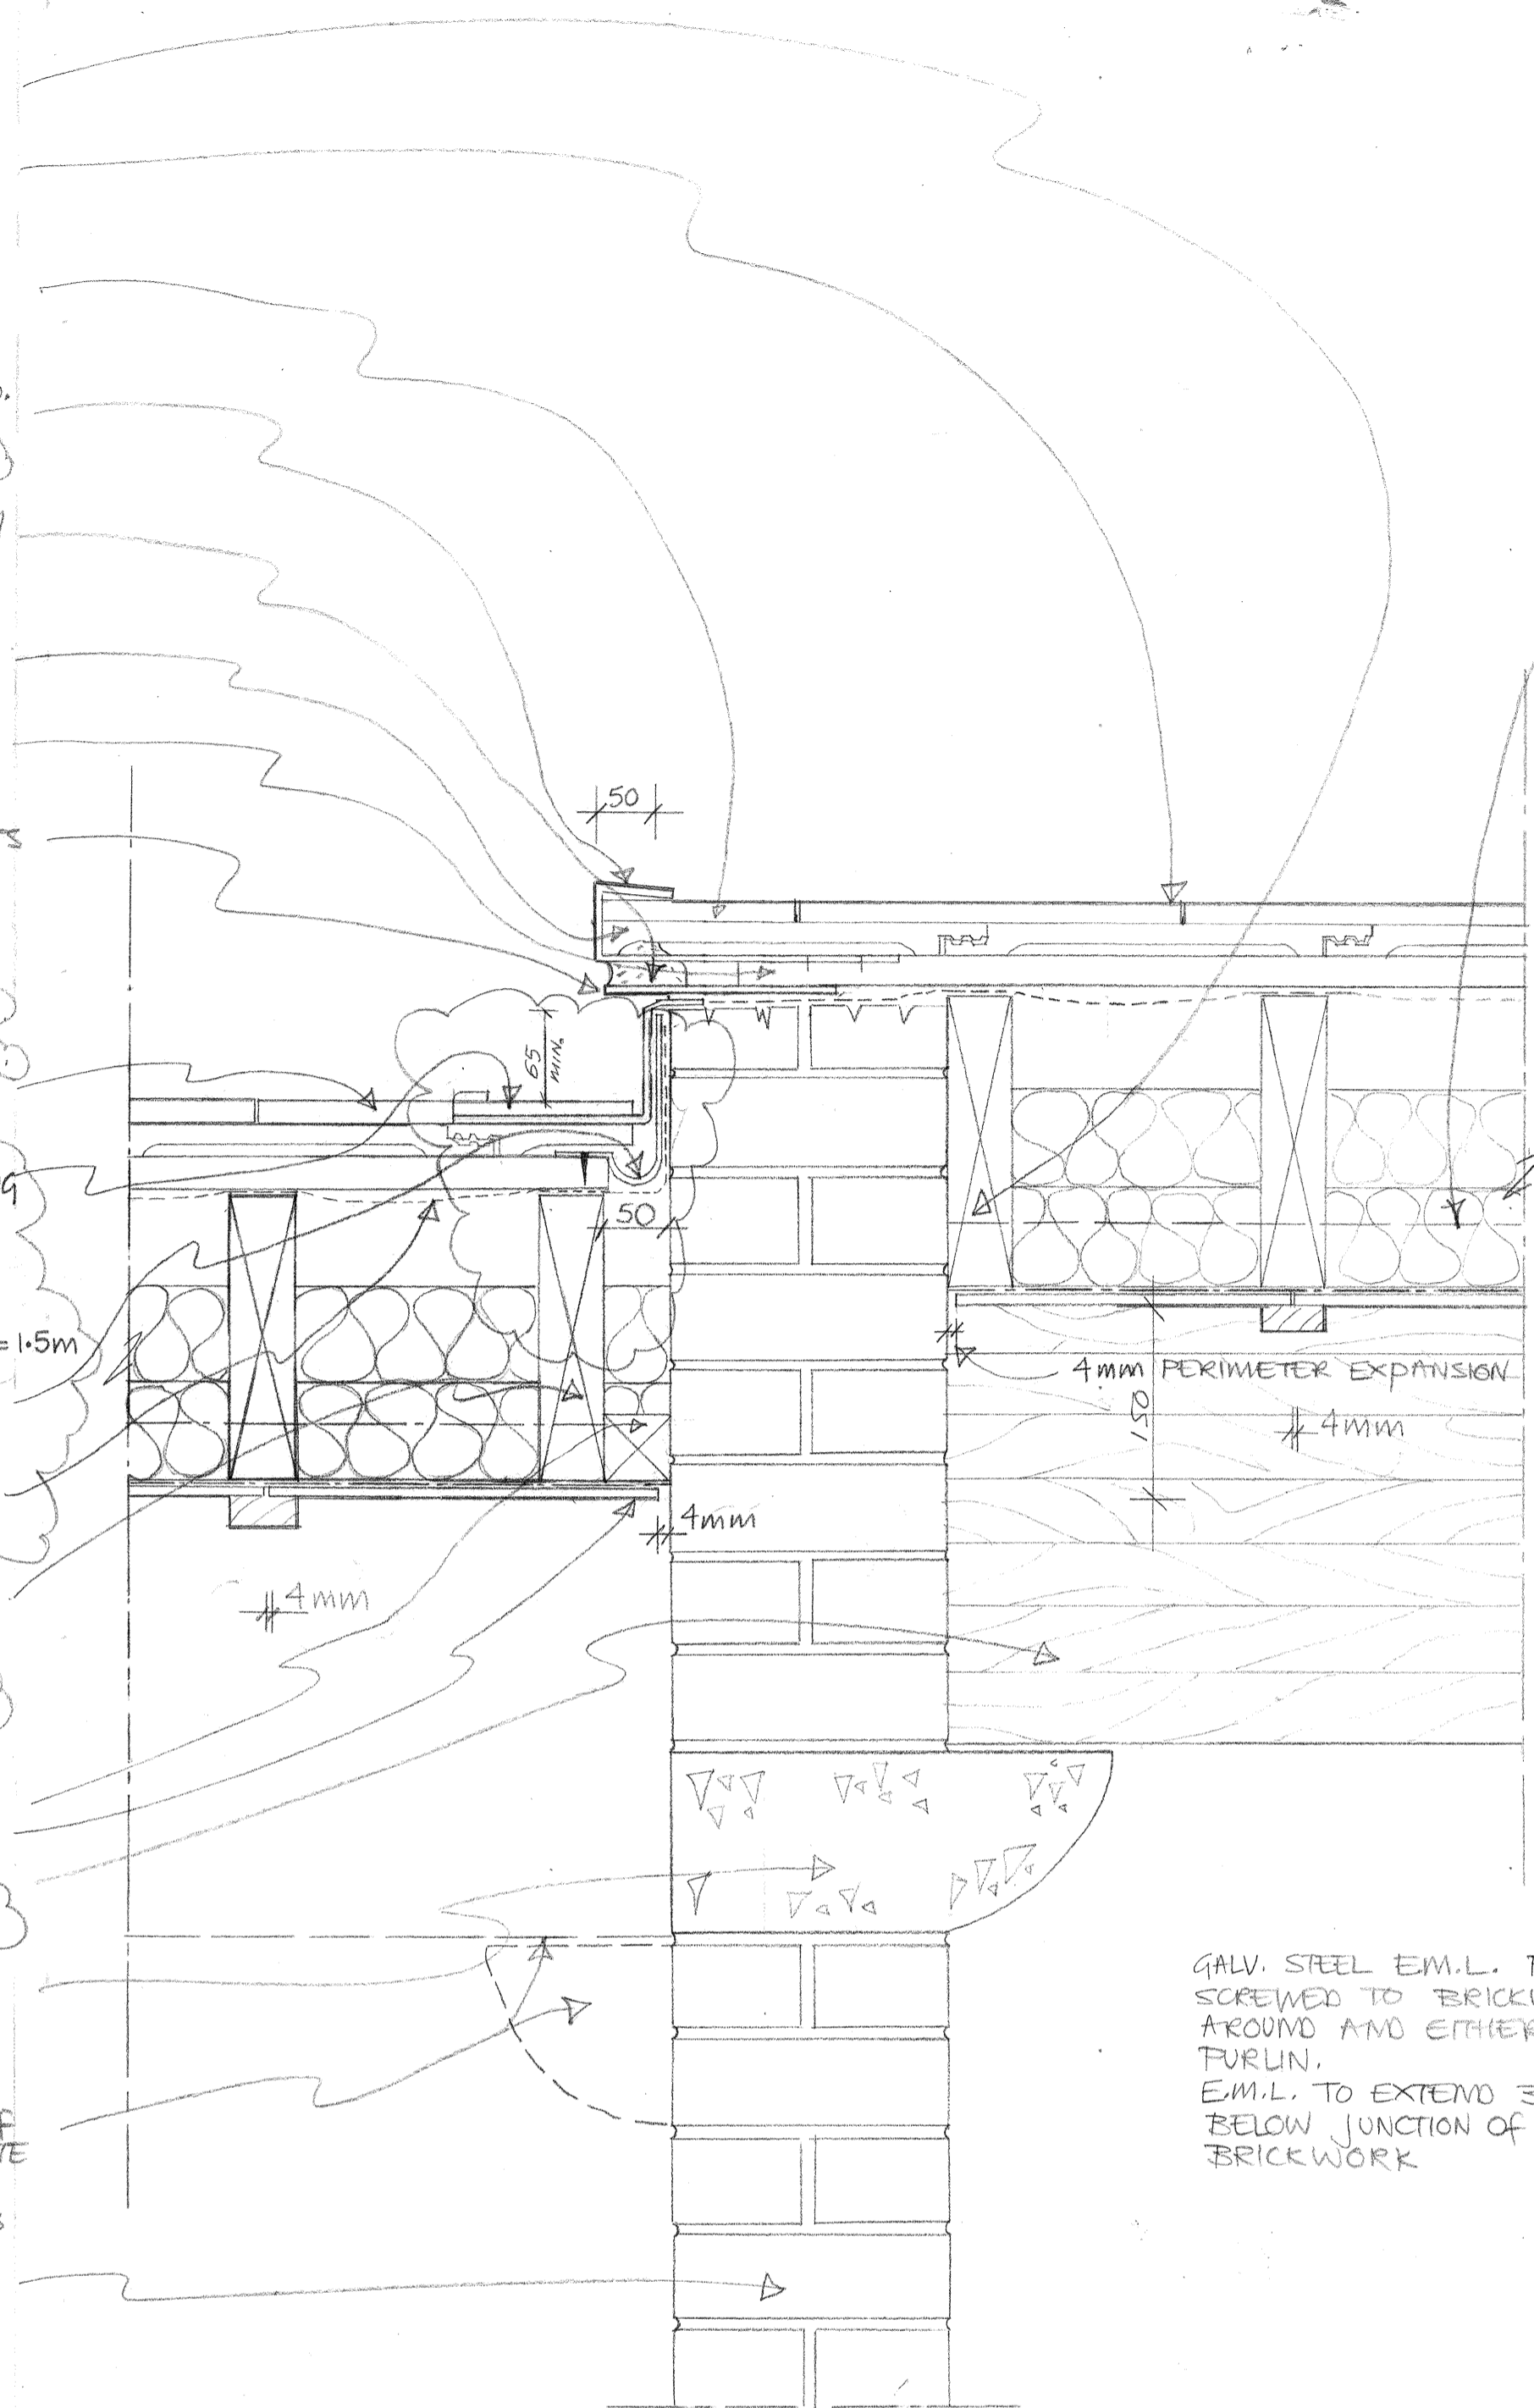 50
65
MIN.
50
=1.5m
4mm PERIMETER EXPANSION
150
4mm
4mm
4mm
GALV. STEEL E.M.L.
SCREWED TO
AROUND AND EITHER
PURLIN.
E.M.L. TO EXTEND
BELOW JUNCTION OF
BRICKWORK